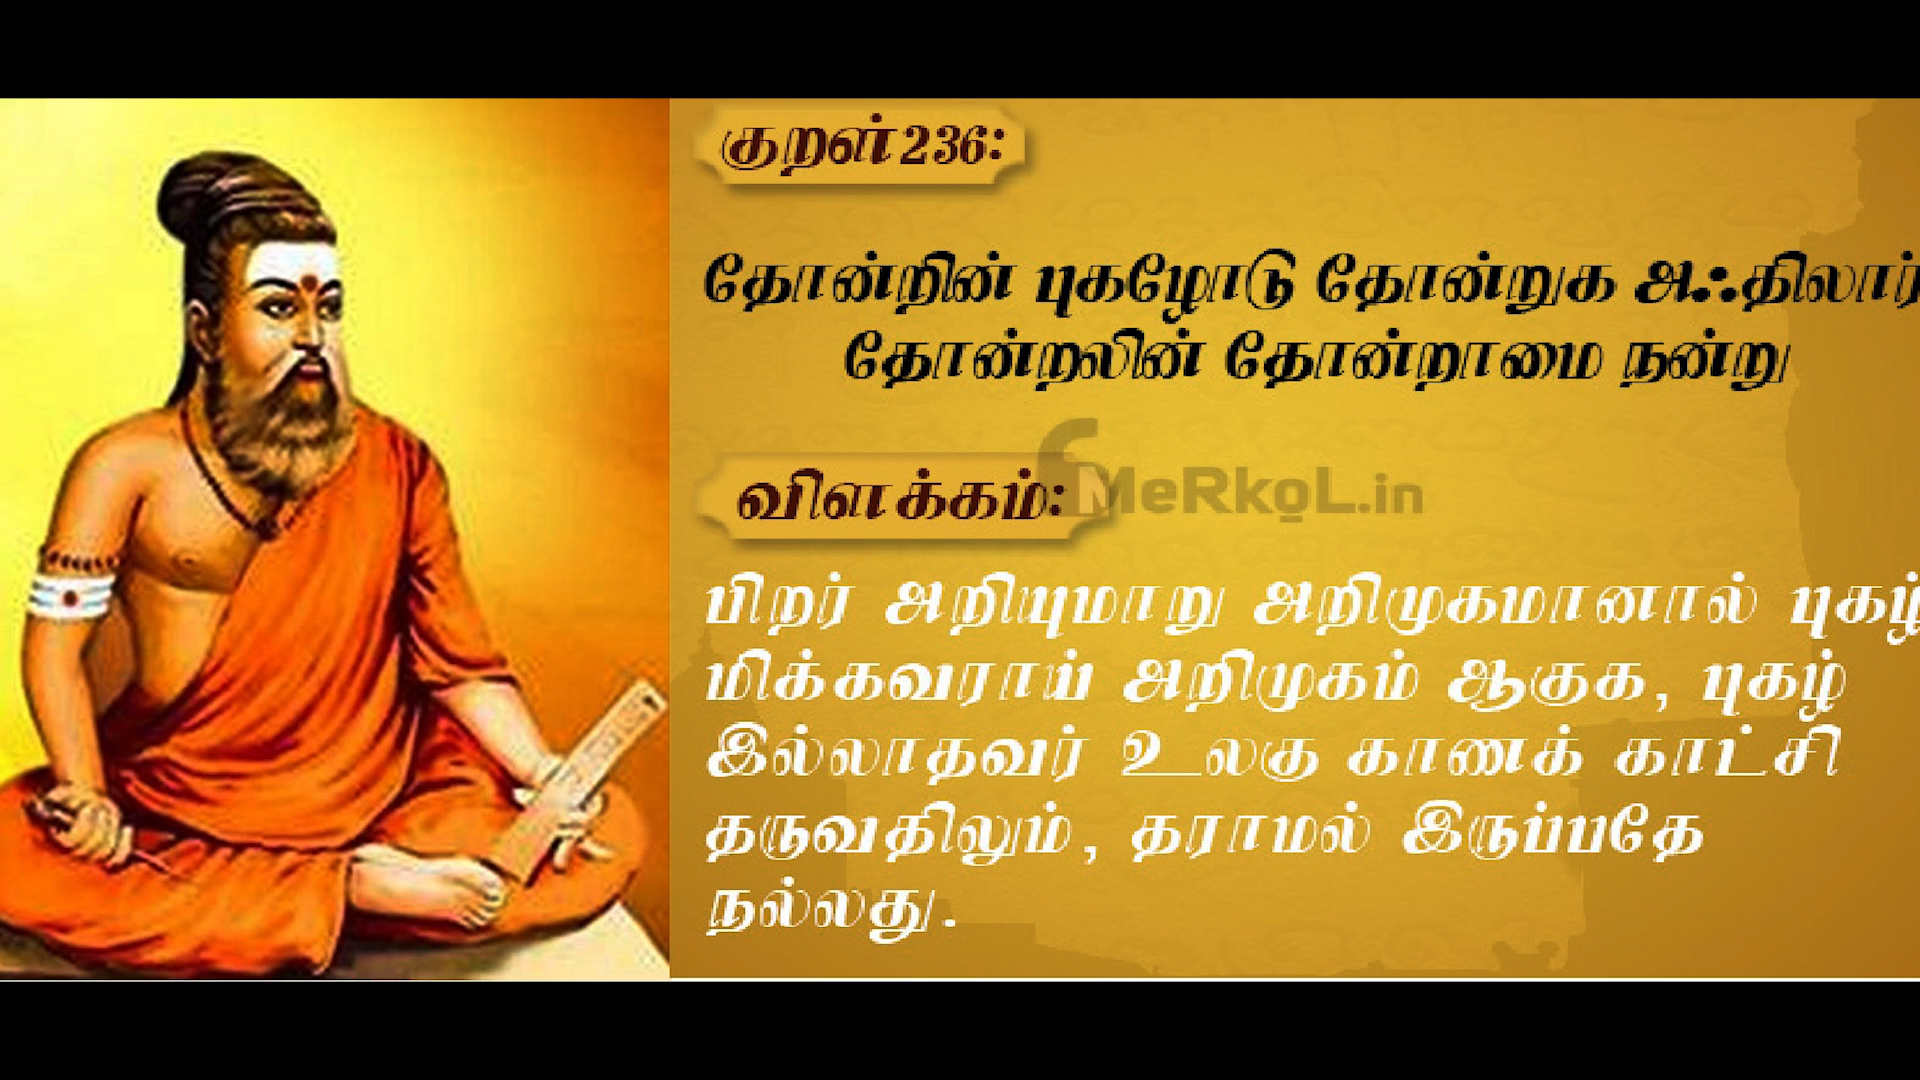 குறள் 236:
தோன்றின் புகழோடு தோன்றுக அஃதிலார்
தோன்றலின் தோன்றாமை நன்று
MeRkoL.in
விளக்கம்:
பிறர் அறியுமாறு அறிமுகமானால் புகழ்
மிக்கவராய் அறிமுகம் ஆகுக, புகழ்
இல்லாதவர் உலகு காணக் காட்சி
தருவதிலும், தராமல் இருப்பதே
நல்லது.